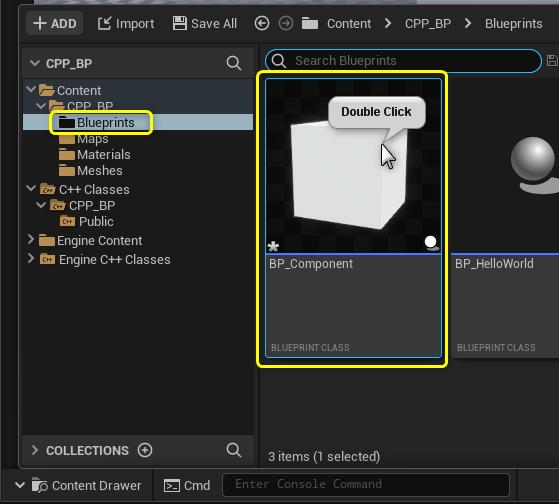 + ADD Import Save All Content > CPP_BP > Blueprints
CPP_BP
Search Blueprints
Content
CPP_BP
Blueprints
Maps
Materials
Meshes
C++ Classes
CPP_BP
Public
Engine Content
Engine C++ Classes
Double Click
BP_Component
BLUEPRINT CLASS
BP_HelloWorld
BLUEPRINT CLASS
COLLECTIONS
3 items (1 selected)
Content Drawer Cmd Enter Console Command